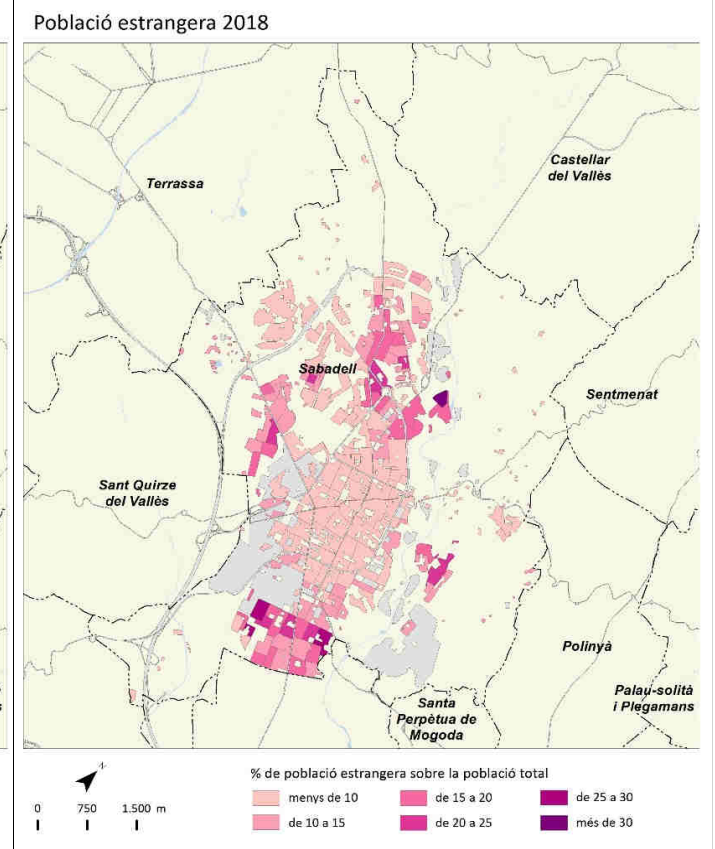 Població estrangera 2018
Castellar
del Vallès
Terrassa
Sabadell
Sentmenat
Sant Quirze
del Vallès
Polinyà
Palau-solità
i Plegamans
Santa
Perpètua de
Mogoda
N
% de població estrangera sobre la població total
0 750 1.500 m
menys de 10
de 15 a 20
de 25 a 30
de 10 a 15
de 20 a 25
més de 30